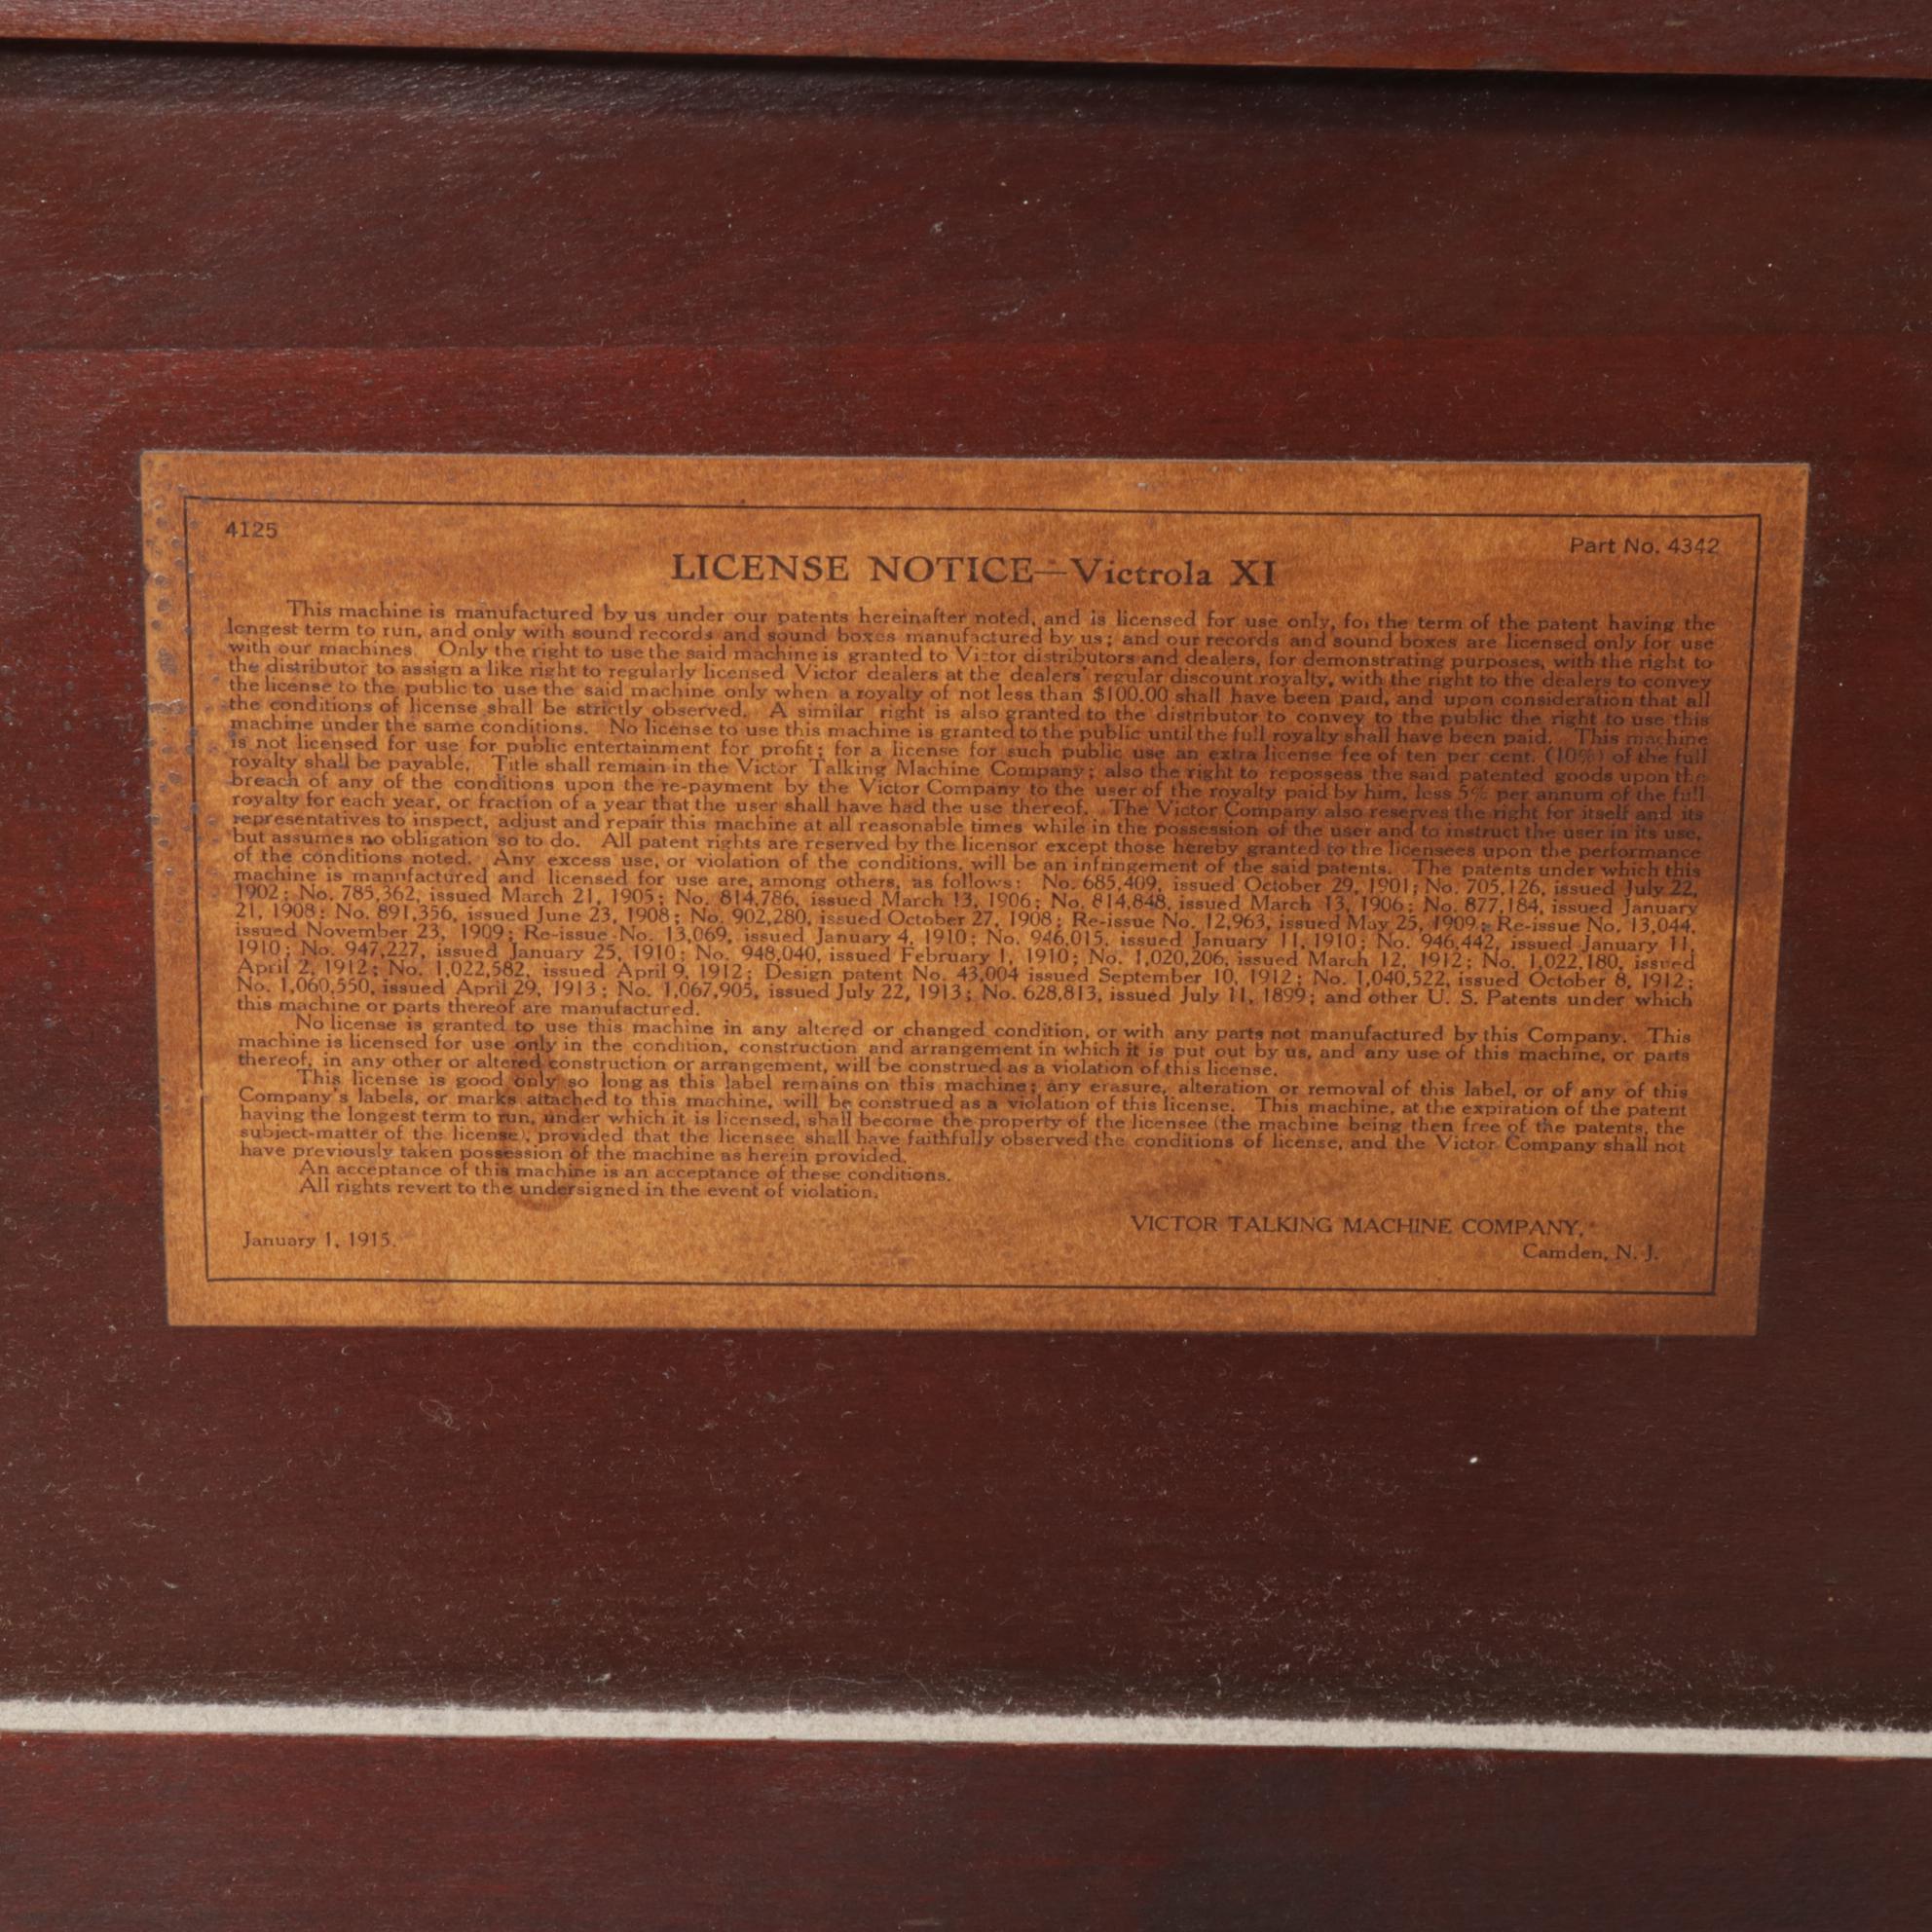 4125
Part No. 4342
LICENSE NOTICE—Victrola XI
This machine is manufactured by us under our patents hereinafter noted, and is licensed for use only, for the term of the patent having the
longest term to run, and only with sound records and sound boxes manufactured by us; and our records and sound boxes are licensed only for use
with our machines. Only the right to use the said machine is granted to Victor distributors and dealers, for demonstrating purposes, with the right to
the distributor to assign a like right to regularly licensed Victor dealers at the dealers' regular discount royalty, with the right to the dealers to convey
the license to the public to use the said machine only when a royalty of not less than $100.00 shall have been paid, and upon consideration that all
the conditions of license shall be strictly observed. A similar right is also granted to the distributor to convey to the public the right to use this
machine under the same conditions. No license to use this machine is granted to the public until the full royalty shall have been paid. This machine
is not licensed for use for public entertainment for profit; for a license for such public use an extra license fee of ten per cent. (10%) of the full
royalty shall be payable. Title shall remain in the Victor Talking Machine Company; also the right to repossess the said patented goods upon the
breach of any of the conditions upon the re-payment by the Victor Company to the user of the royalty paid by him, less 5% per annum of the full
royalty for each year, or fraction of a year that the user shall have had the use thereof. The Victor Company also reserves the right for itself and its
representatives to inspect, adjust and repair this machine at all reasonable times while in the possession of the user and to instruct the user in its use,
but assumes no obligation so to do. All patent rights are reserved by the licensor except those hereby granted to the licensees upon the performance
of the conditions noted. Any excess use, or violation of the conditions, will be an infringement of the said patents. The patents under which this
machine is manufactured and licensed for use are, among others, as follows: No. 685,409, issued October 29, 1901; No. 705,126, issued July 22,
1902; No. 785,362, issued March 21, 1905; No. 814,786, issued March 13, 1906; No. 814,848, issued March 13, 1906; No. 877,184, issued January
21, 1908; No. 891,356, issued June 23, 1908; No. 902,280, issued October 27, 1908; Re-issue No. 12,963, issued May 25, 1909; Re-issue No. 13,044,
issued November 23, 1909; Re-issue No. 13,069, issued January 4, 1910; No. 946,015, issued January 11, 1910; No. 946,442, issued January 11,
1910; No. 947,227, issued January 25, 1910; No. 948,040, issued February 1, 1910; No. 1,020,206, issued March 12, 1912; No. 1,022,180, issued
April 2, 1912; No. 1,022,582, issued April 9, 1912; Design patent No. 43,004 issued September 10, 1912; No. 1,040,522, issued October 8, 1912;
No. 1,060,550, issued April 29, 1913; No. 1,067,905, issued July 22, 1913; No. 628,813, issued July 11, 1899; and other U. S. Patents under which
this machine or parts thereof are manufactured.
No license is granted to use this machine in any altered or changed condition, or with any parts not manufactured by this Company. This
machine is licensed for use only in the condition, construction and arrangement in which it is put out by us, and any use of this machine, or parts
thereof, in any other or altered construction or arrangement, will be construed as a violation of this license.
This license is good only so long as this label remains on this machine; any erasure, alteration or removal of this label, or of any of this
Company's labels, or marks attached to this machine, will be construed as a violation of this license. This machine, at the expiration of the patent
having the longest term to run, under which it is licensed, shall become the property of the licensee (the machine being then free of the patents, the
subject-matter of the license), provided that the licensee shall have faithfully observed the conditions of license, and the Victor Company shall not
have previously taken possession of the machine as herein provided.
An acceptance of this machine is an acceptance of these conditions.
All rights revert to the undersigned in the event of violation.
VICTOR TALKING MACHINE COMPANY,
January 1, 1915.
Camden, N. J.